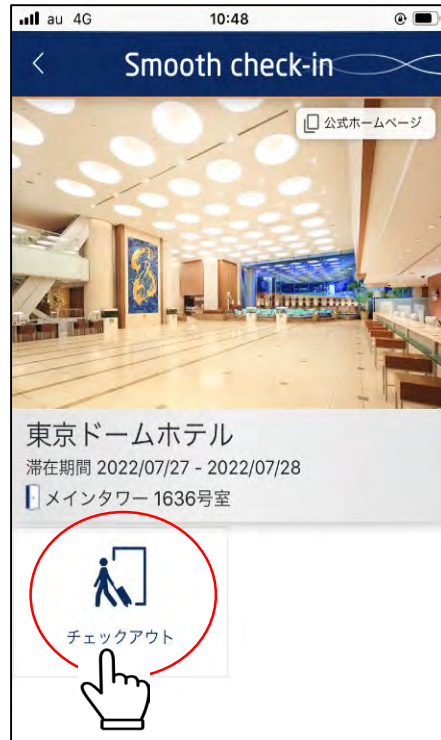 au 4G 10:48
Smooth check-in
公式ホームページ
東京ドームホテル
滞在期間 2022/07/27 - 2022/07/28
メインタワー 1636号室
チェックアウト